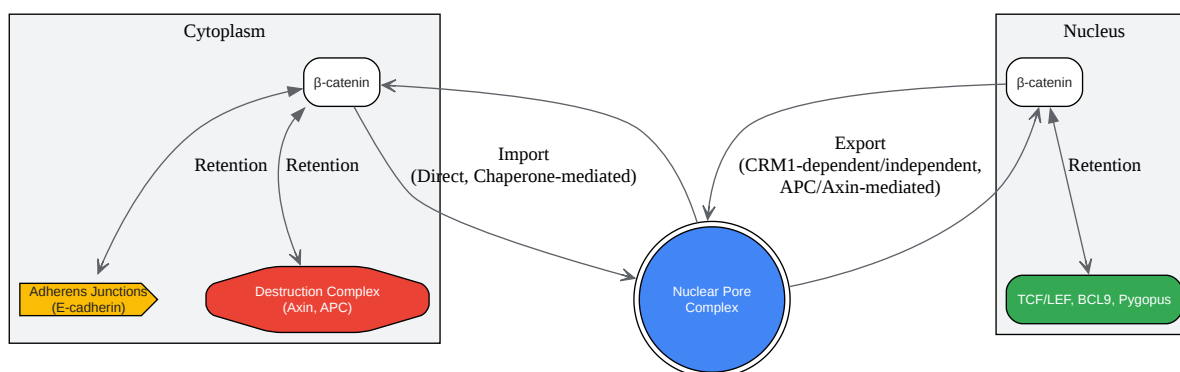 Cytoplasm
Nucleus
β-catenin
β-catenin
Retention
Retention
Import
(Direct, Chaperone-mediated)
Export
(CRM1-dependent/independent,
APC/Axin-mediated)
Retention
Adherens Junctions
(E-cadherin)
Destruction Complex
(Axin, APC)
Nuclear Pore
Complex
TCF/LEF, BCL9, Pygopus